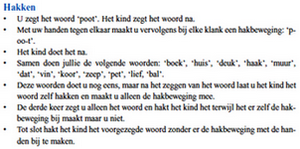 Hakken
• U zegt het woord ‘poot’. Het kind zegt het woord na.
• Met uw handen tegen elkaar maakt u vervolgens bij elke klank een hakbeweging: ‘p-
oo-t’.
• Het kind doet het na.
• Samen doen jullie de volgende woorden: ‘boek’, ‘huis’, ‘deuk’, ‘haak’, ‘muur’,
‘dat’, ‘vin’, ‘koor’, ‘zeep’, ‘pet’, ‘lief’, ‘bal’.
• Deze woorden doet u nog eens, maar na het zeggen van het woord laat u het kind het
woord zelf hakken en maakt u alleen de hakbeweging mee.
• De derde keer zegt u alleen het woord en hakt het kind het terwijl het er zelf de hak-
beweging bij maakt maar u niet.
• Tot slot hakt het kind het voorgezegde woord zonder er de hakbeweging met de han-
den bij te maken.